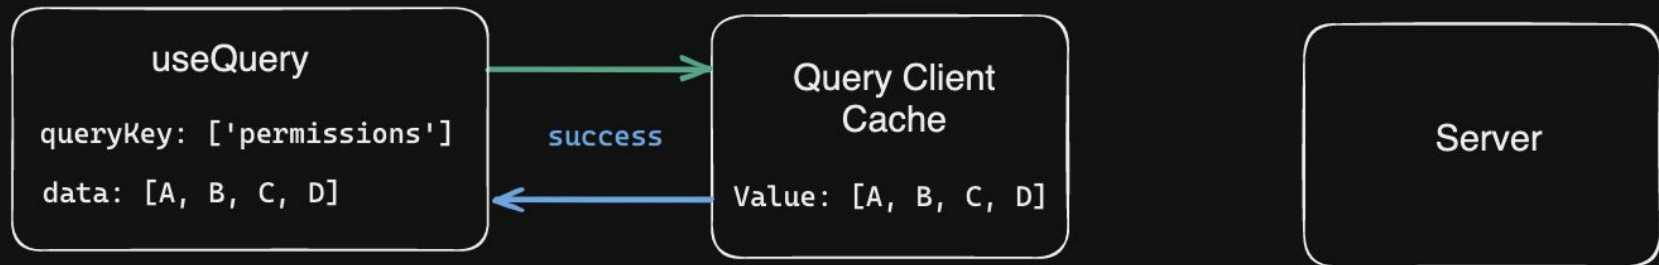 useQuery
queryKey: ['permissions']
data: [A, B, C, D]
success
Query Client
Cache
Value: [A, B, C, D]
Server